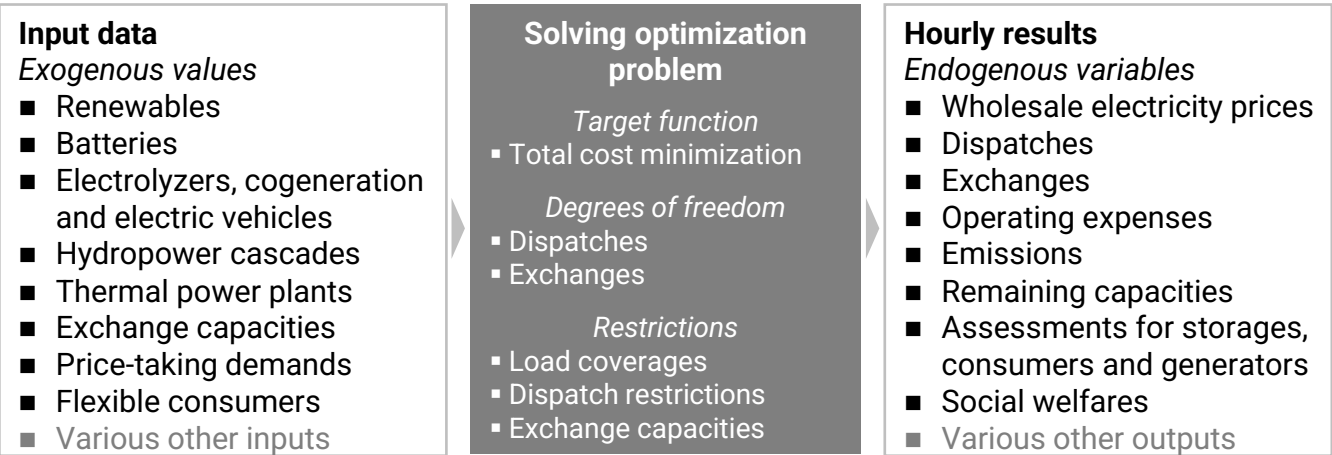 Input data
Exogenous values
■ Renewables
■ Batteries
■ Electrolyzers, cogeneration
and electric vehicles
■ Hydropower cascades
■ Thermal power plants
■ Exchange capacities
■ Price-taking demands
■ Flexible consumers
■ Various other inputs
Solving optimization
problem
Target function
▪ Total cost minimization
Degrees of freedom
▪ Dispatches
▪ Exchanges
Restrictions
▪ Load coverages
▪ Dispatch restrictions
▪ Exchange capacities
Hourly results
Endogenous variables
■ Wholesale electricity prices
■ Dispatches
■ Exchanges
■ Operating expenses
■ Emissions
■ Remaining capacities
■ Assessments for storages,
consumers and generators
■ Social welfares
■ Various other outputs